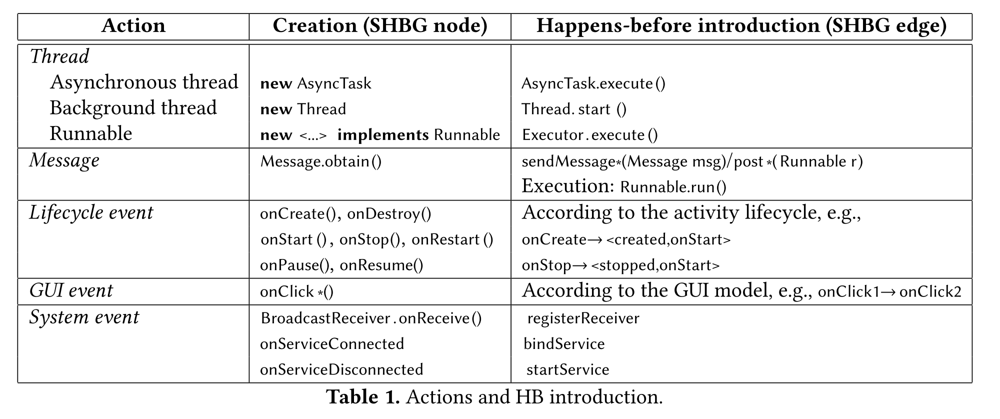 Action Creation (SHBG node) Happens-before introduction (SHBG edge)
Thread
Asynchronous thread new AsyncTask AsyncTask.execute()
Background thread new Thread Thread. start ()
Runnable new <...> implements Runnable Executor.execute()
Message Message.obtain() sendMessage*(Message msg)/post*(Runnable r)
Execution: Runnable.run()
Lifecycle event onCreate(), onDestroy() According to the activity lifecycle, e.g.,
onStart(), onStop(), onRestart() onCreate→<created,onStart>
onPause(), onResume() onStop→<stopped,onStart>
GUI event onClick*() According to the GUI model, e.g., onClick1→onClick2
System event BroadcastReceiver.onReceive() registerReceiver
onServiceConnected bindService
onServiceDisconnected startService
Table 1. Actions and HB introduction.